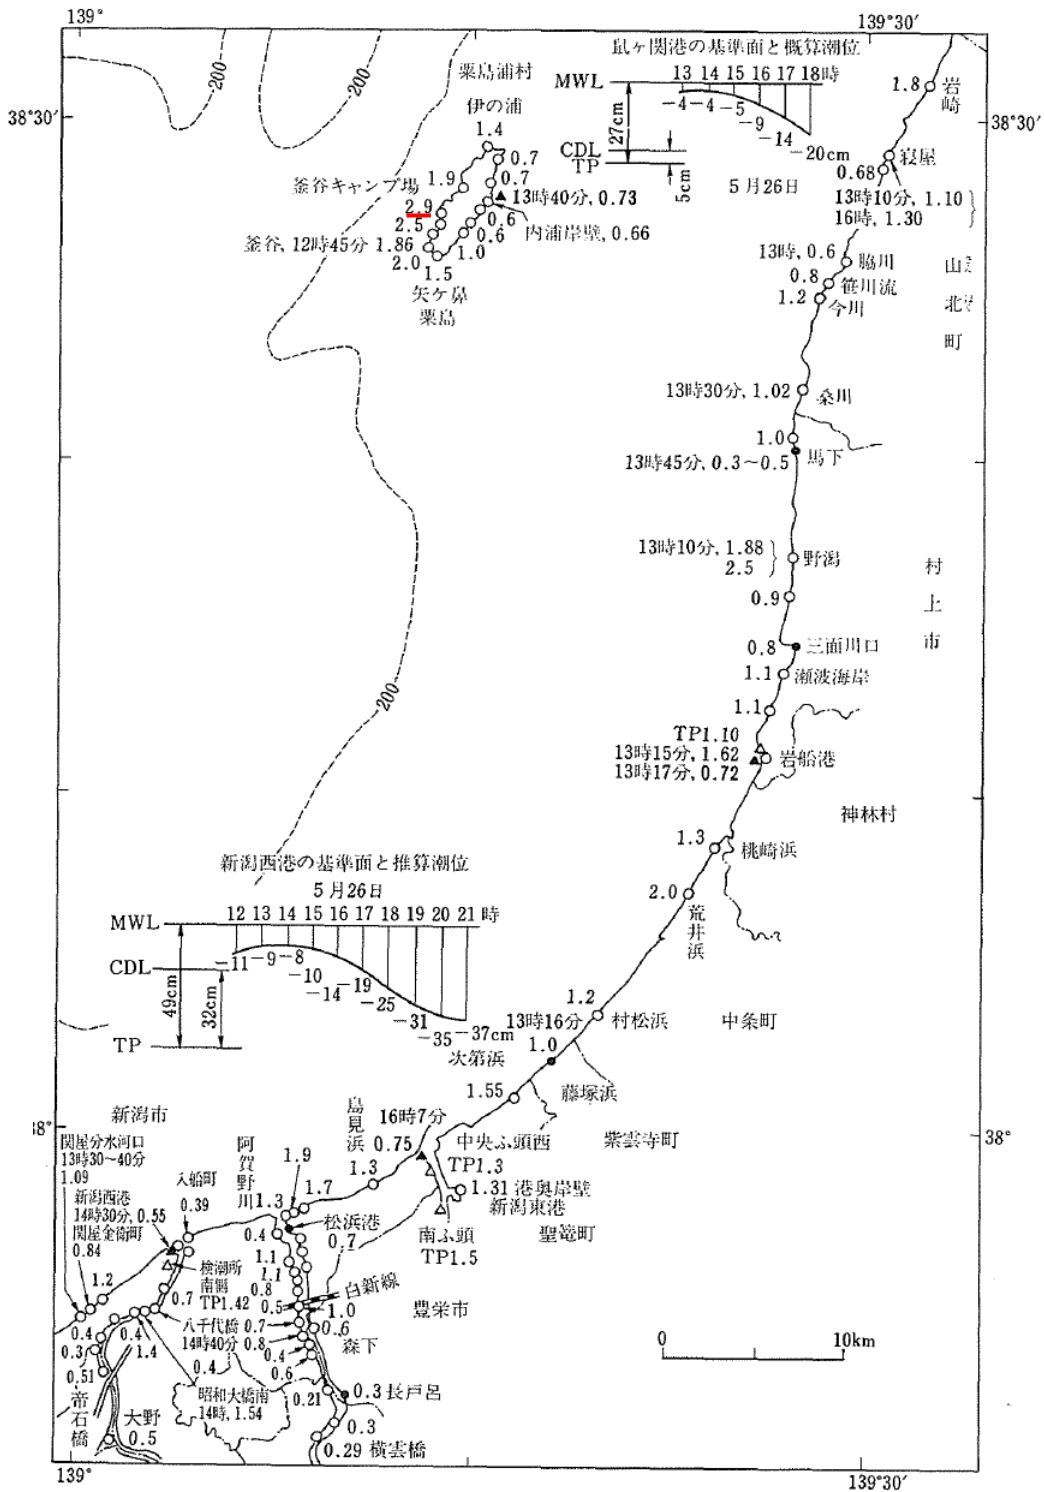 139°
139°30′
鼠ヶ関港の基準面と概算潮位
MWL
13 14 15 16 17 18時
-4 -4 -5 -9 -14 -20cm
27cm
CDL
TP
5cm
5月26日
38°30′
38°30′
200
200
粟島浦村
伊の浦
1.4
0.7
0.7
1.9
釜谷キャンプ場
2.9
2.5
13時40分, 0.73
0.6
内浦岸壁, 0.66
0.6
釜谷, 12時45分 1.86
1.0
2.0
1.5
矢ケ鼻
粟島
1.8
岩崎
寝屋
0.68
13時10分, 1.10
16時, 1.30
13時, 0.6
脇川
0.8
笹川流
1.2
今川
山北町
13時30分, 1.02
桑川
1.0
13時45分, 0.3～0.5
馬下
13時10分, 1.88
2.5
野潟
0.9
村上市
0.8
三面川口
1.1
瀬波海岸
1.1
200
TP1.10
13時15分, 1.62
13時17分, 0.72
岩船港
神林村
1.3
桃崎浜
2.0
荒井浜
新潟西港の基準面と推算潮位
5月26日
12 13 14 15 16 17 18 19 20 21 時
MWL
CDL
TP
49cm
32cm
-11 -9 -8 -10 -14 -19 -25 -31 -35 -37cm
1.2
13時16分
村松浜
中条町
次第浜
1.0
1.55
藤塚浜
紫雲寺町
38°
38°
新潟市
島見浜
16時7分
0.75
中央ふ頭西
TP1.3
1.31 港奥岸壁
新潟東港
聖篭町
南ふ頭
TP1.5
関屋分水河口
13時30～40分
1.09
新潟西港
14時30分, 0.55
関屋金衛町
0.84
1.2
入船町
0.39
阿賀野川
1.9
1.3
1.7
1.3
松浜港
0.4
0.7
1.1
1.1
0.8
検潮所
南側
TP1.42
0.7
0.5
白新線
1.0
豊栄市
八千代橋
14時40分
0.7
0.6
0.8
0.4
0.6
森下
0.4
0.3
0.51
0.4
1.4
0.4
昭和大橋南
14時, 1.54
帝石橋
大野
0.5
0.21
0.3 長戸呂
0.3
0.29 横雲橋
0
10km
139°
139°30′